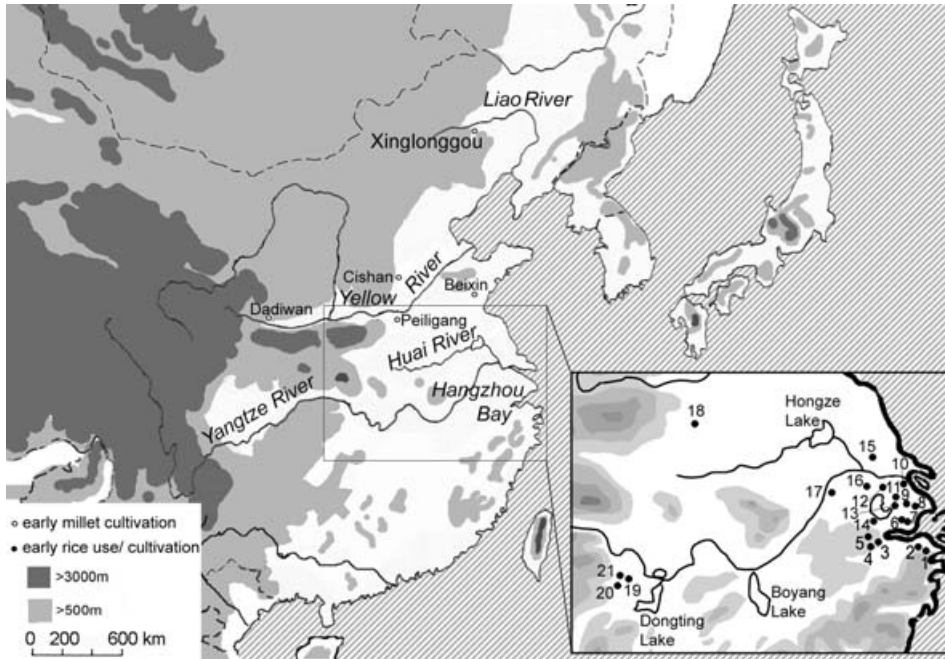 Liao River
Xinglonggou
Cishan
Yellow River
Beixin
Dadiwan
Peiligang
Huai River
Hangzhou
Bay
Yangtze River
○ early millet cultivation
● early rice use/ cultivation
>3000m
>500m
0 200 600 km
Hongze
Lake
18
15
10
16
11
17
12
9
8
13
7
14
6
5
3
2
1
4
21
20
19
Boyang
Lake
Dongting
Lake